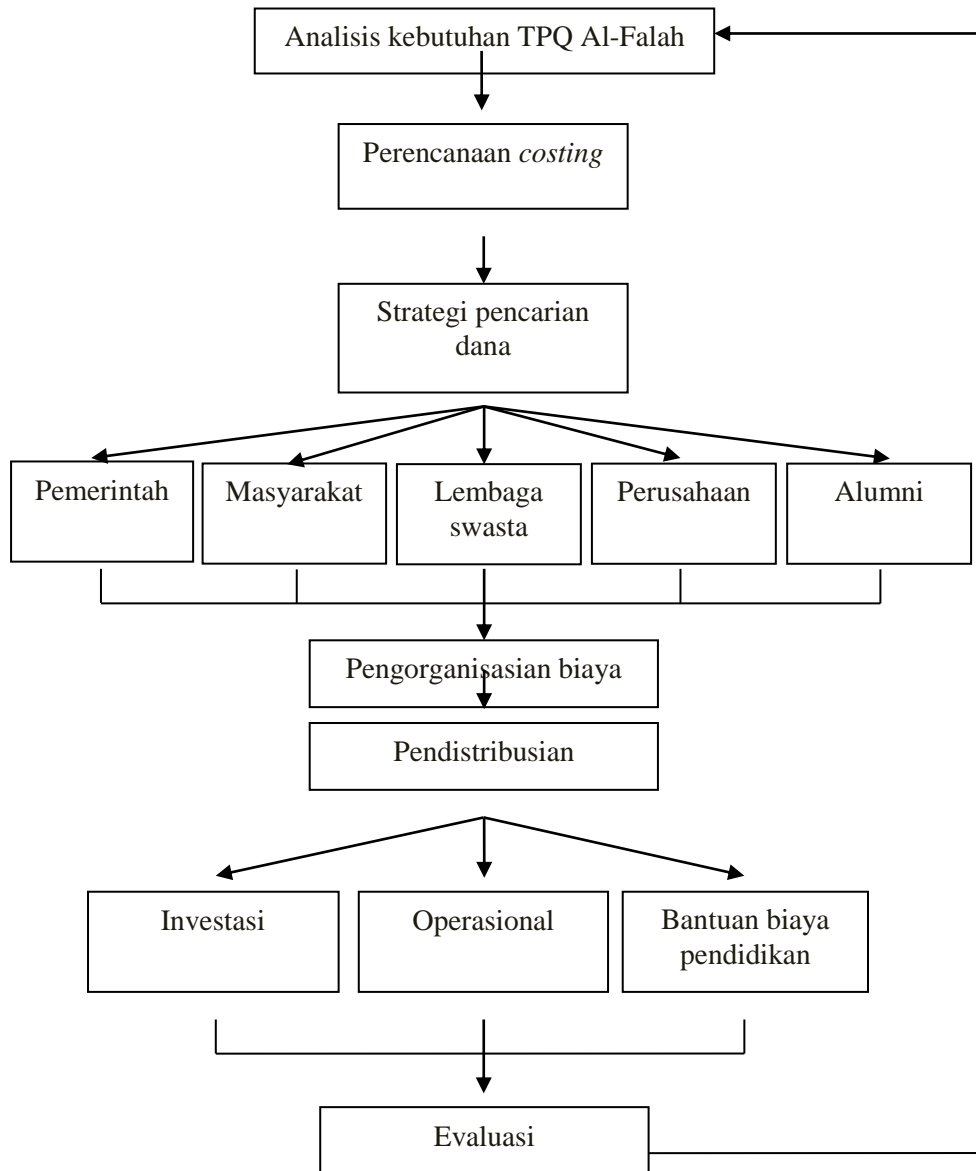 Analisis kebutuhan TPQ Al-Falah
Perencanaan costing
Strategi pencarian
dana
Pemerintah
Masyarakat
Lembaga
swasta
Perusahaan
Alumni
Pengorganisasian biaya
Pendistribusian
Investasi
Operasional
Bantuan biaya
pendidikan
Evaluasi